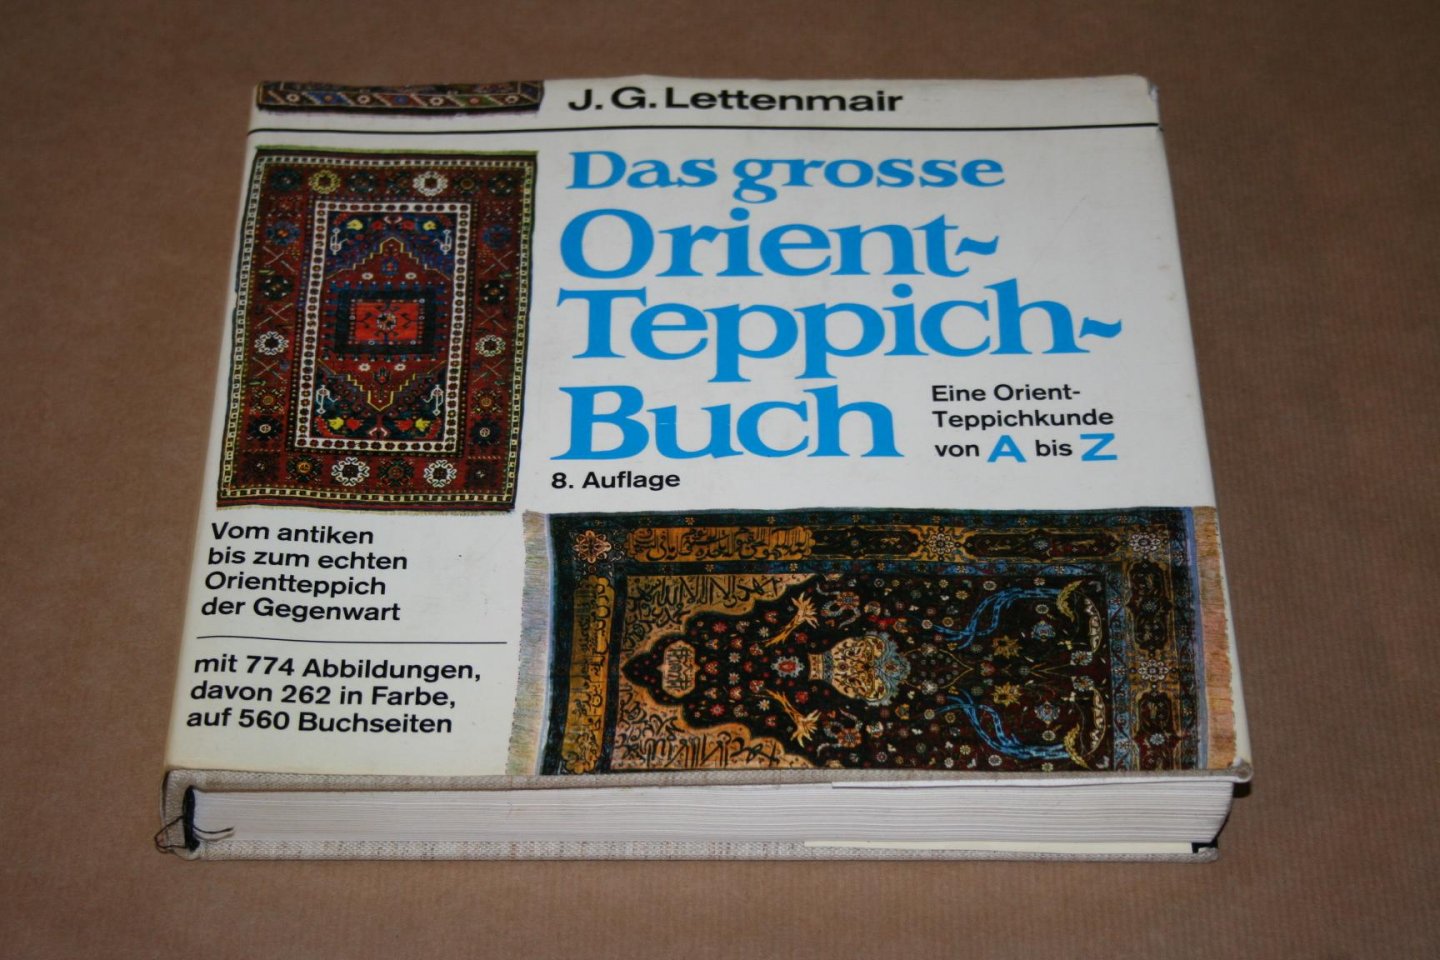 J. G. Lettenmair
Das grosse
Orient-
Teppich-
Buch
Eine Orient-
Teppichkunde
von A bis Z
8. Auflage
Vom antiken
bis zum echten
Orientteppich
der Gegenwart
mit 774 Abbildungen,
davon 262 in Farbe,
auf 560 Buchseiten